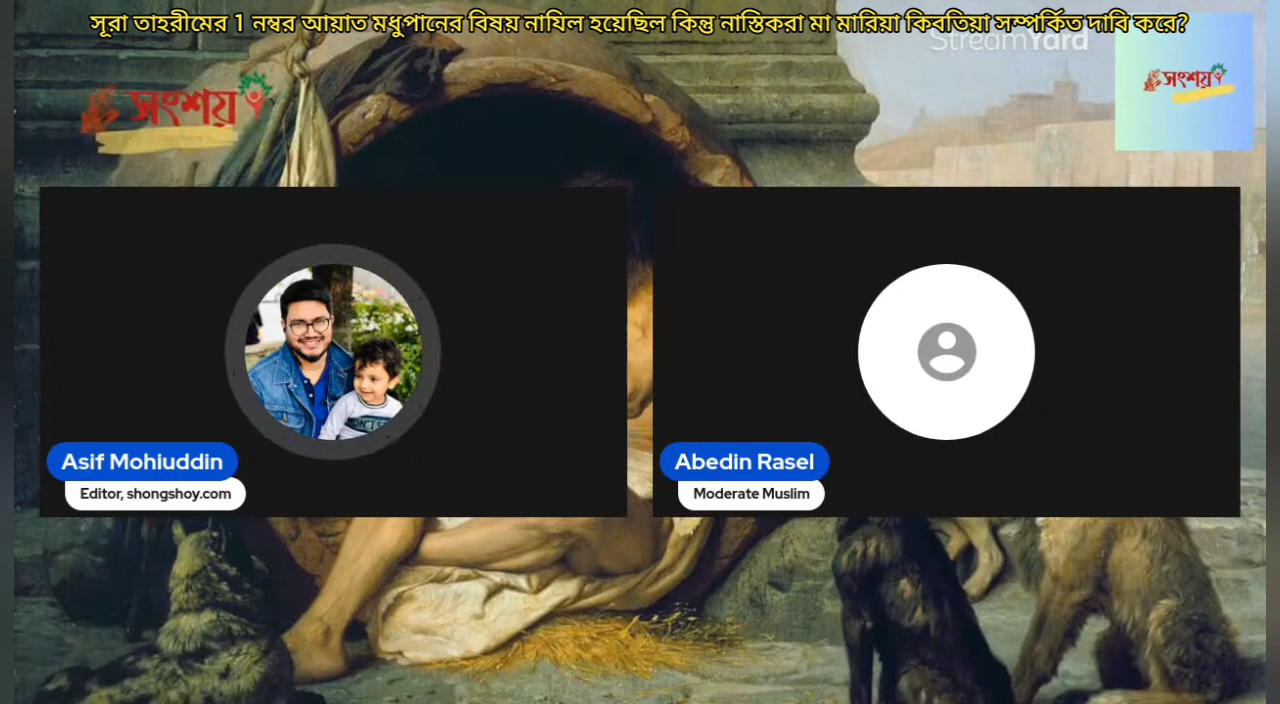 সূরা তাহরীমের 1 নম্বর আয়াত মধুপানের বিষয় নাযিল হয়েছিল কিন্তু নাস্তিকরা মা মারিয়া কিবতিয়া সম্পর্কিত দাবি করে?
StreamYard
সংশয়
সংশয়
Asif Mohiuddin
Editor, shongshoy.com
Abedin Rasel
Moderate Muslim